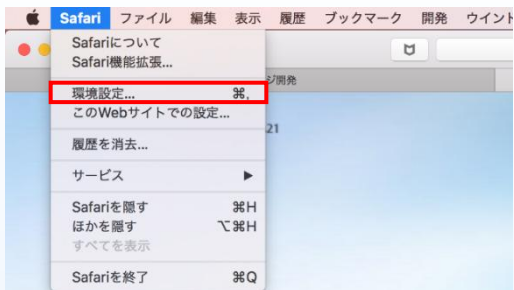 Safari ファイル 編集 表示 履歴 ブックマーク 開発 ウイント
Safariについて
Safari機能拡張...
ジ開発
環境設定... ⌘,
このWebサイトでの設定...
21
履歴を消去...
サービス ▶
Safariを隠す ⌘H
ほかを隠す ⌥⌘H
すべてを表示
Safariを終了 ⌘Q